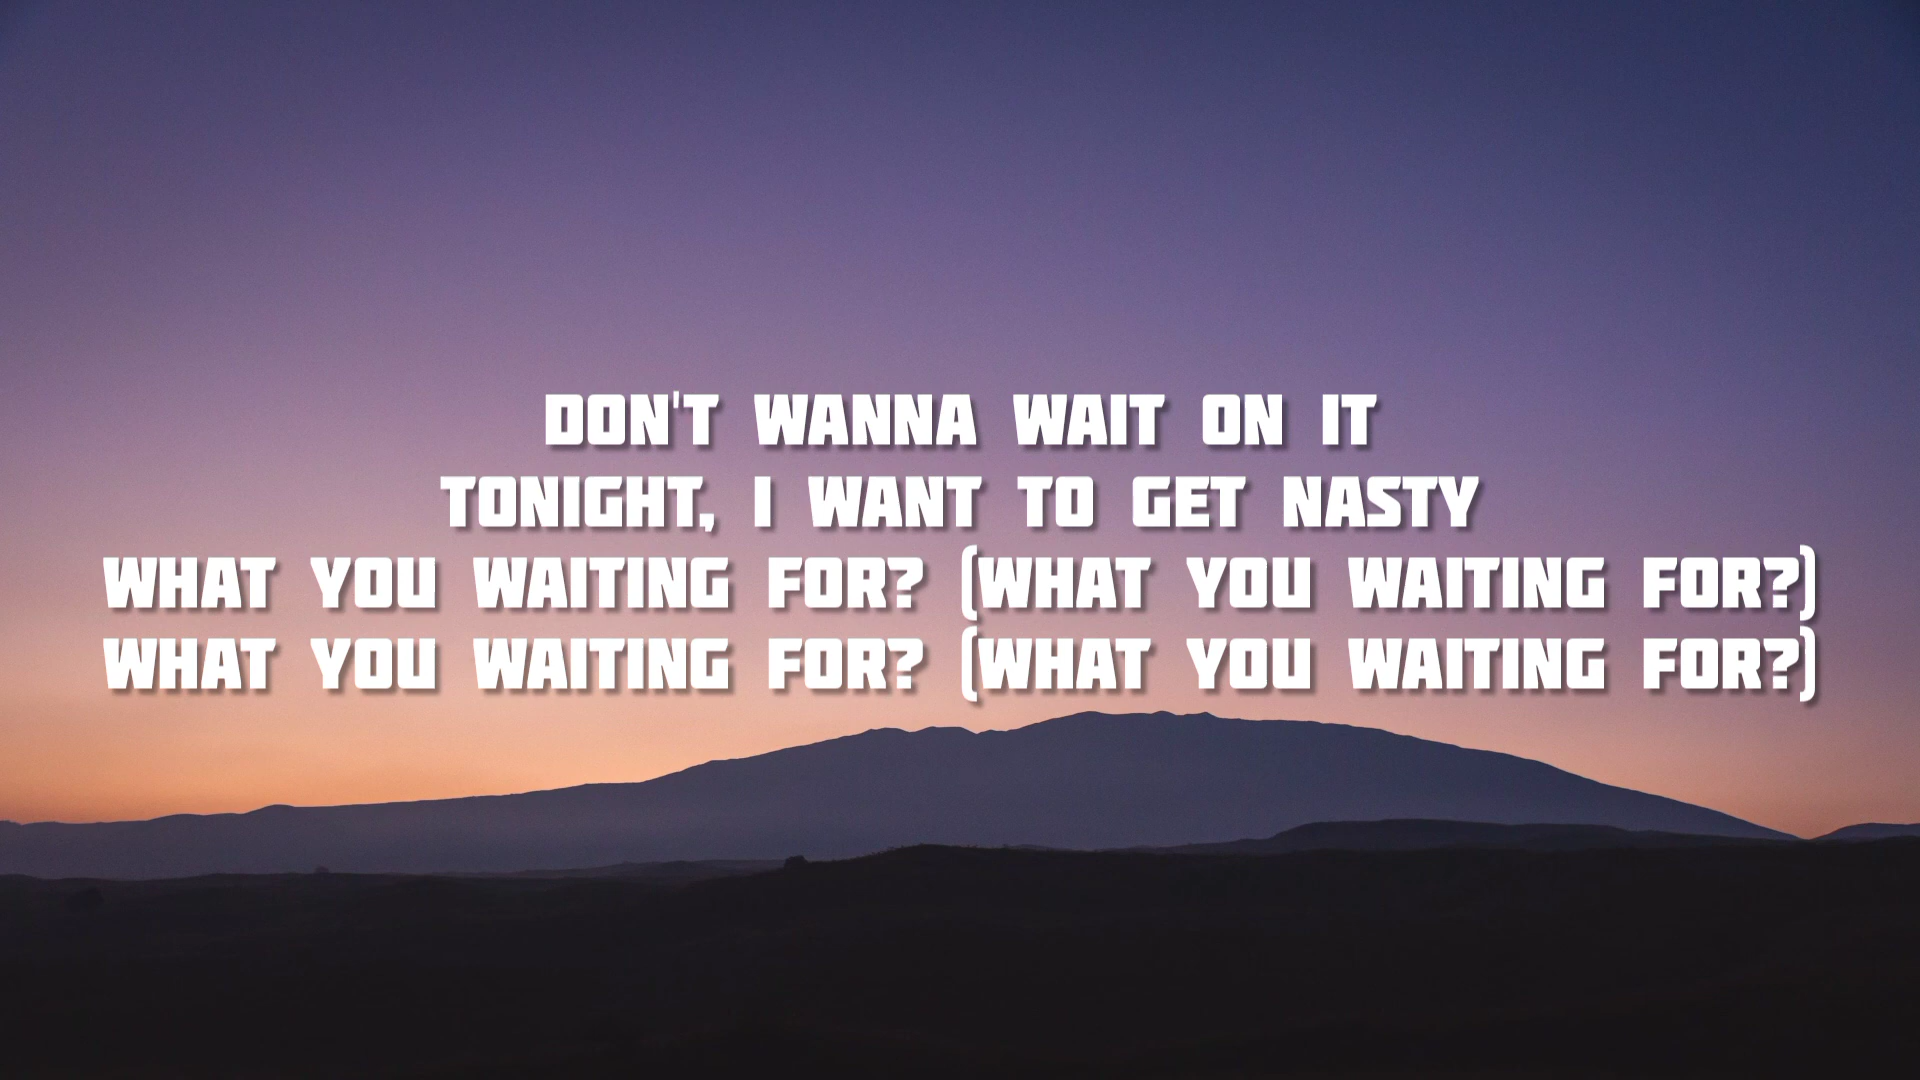 DON'T WANNA WAIT ON IT
TONIGHT, I WANT TO GET NASTY
WHAT YOU WAITING FOR? (WHAT YOU WAITING FOR?)
WHAT YOU WAITING FOR? (WHAT YOU WAITING FOR?)